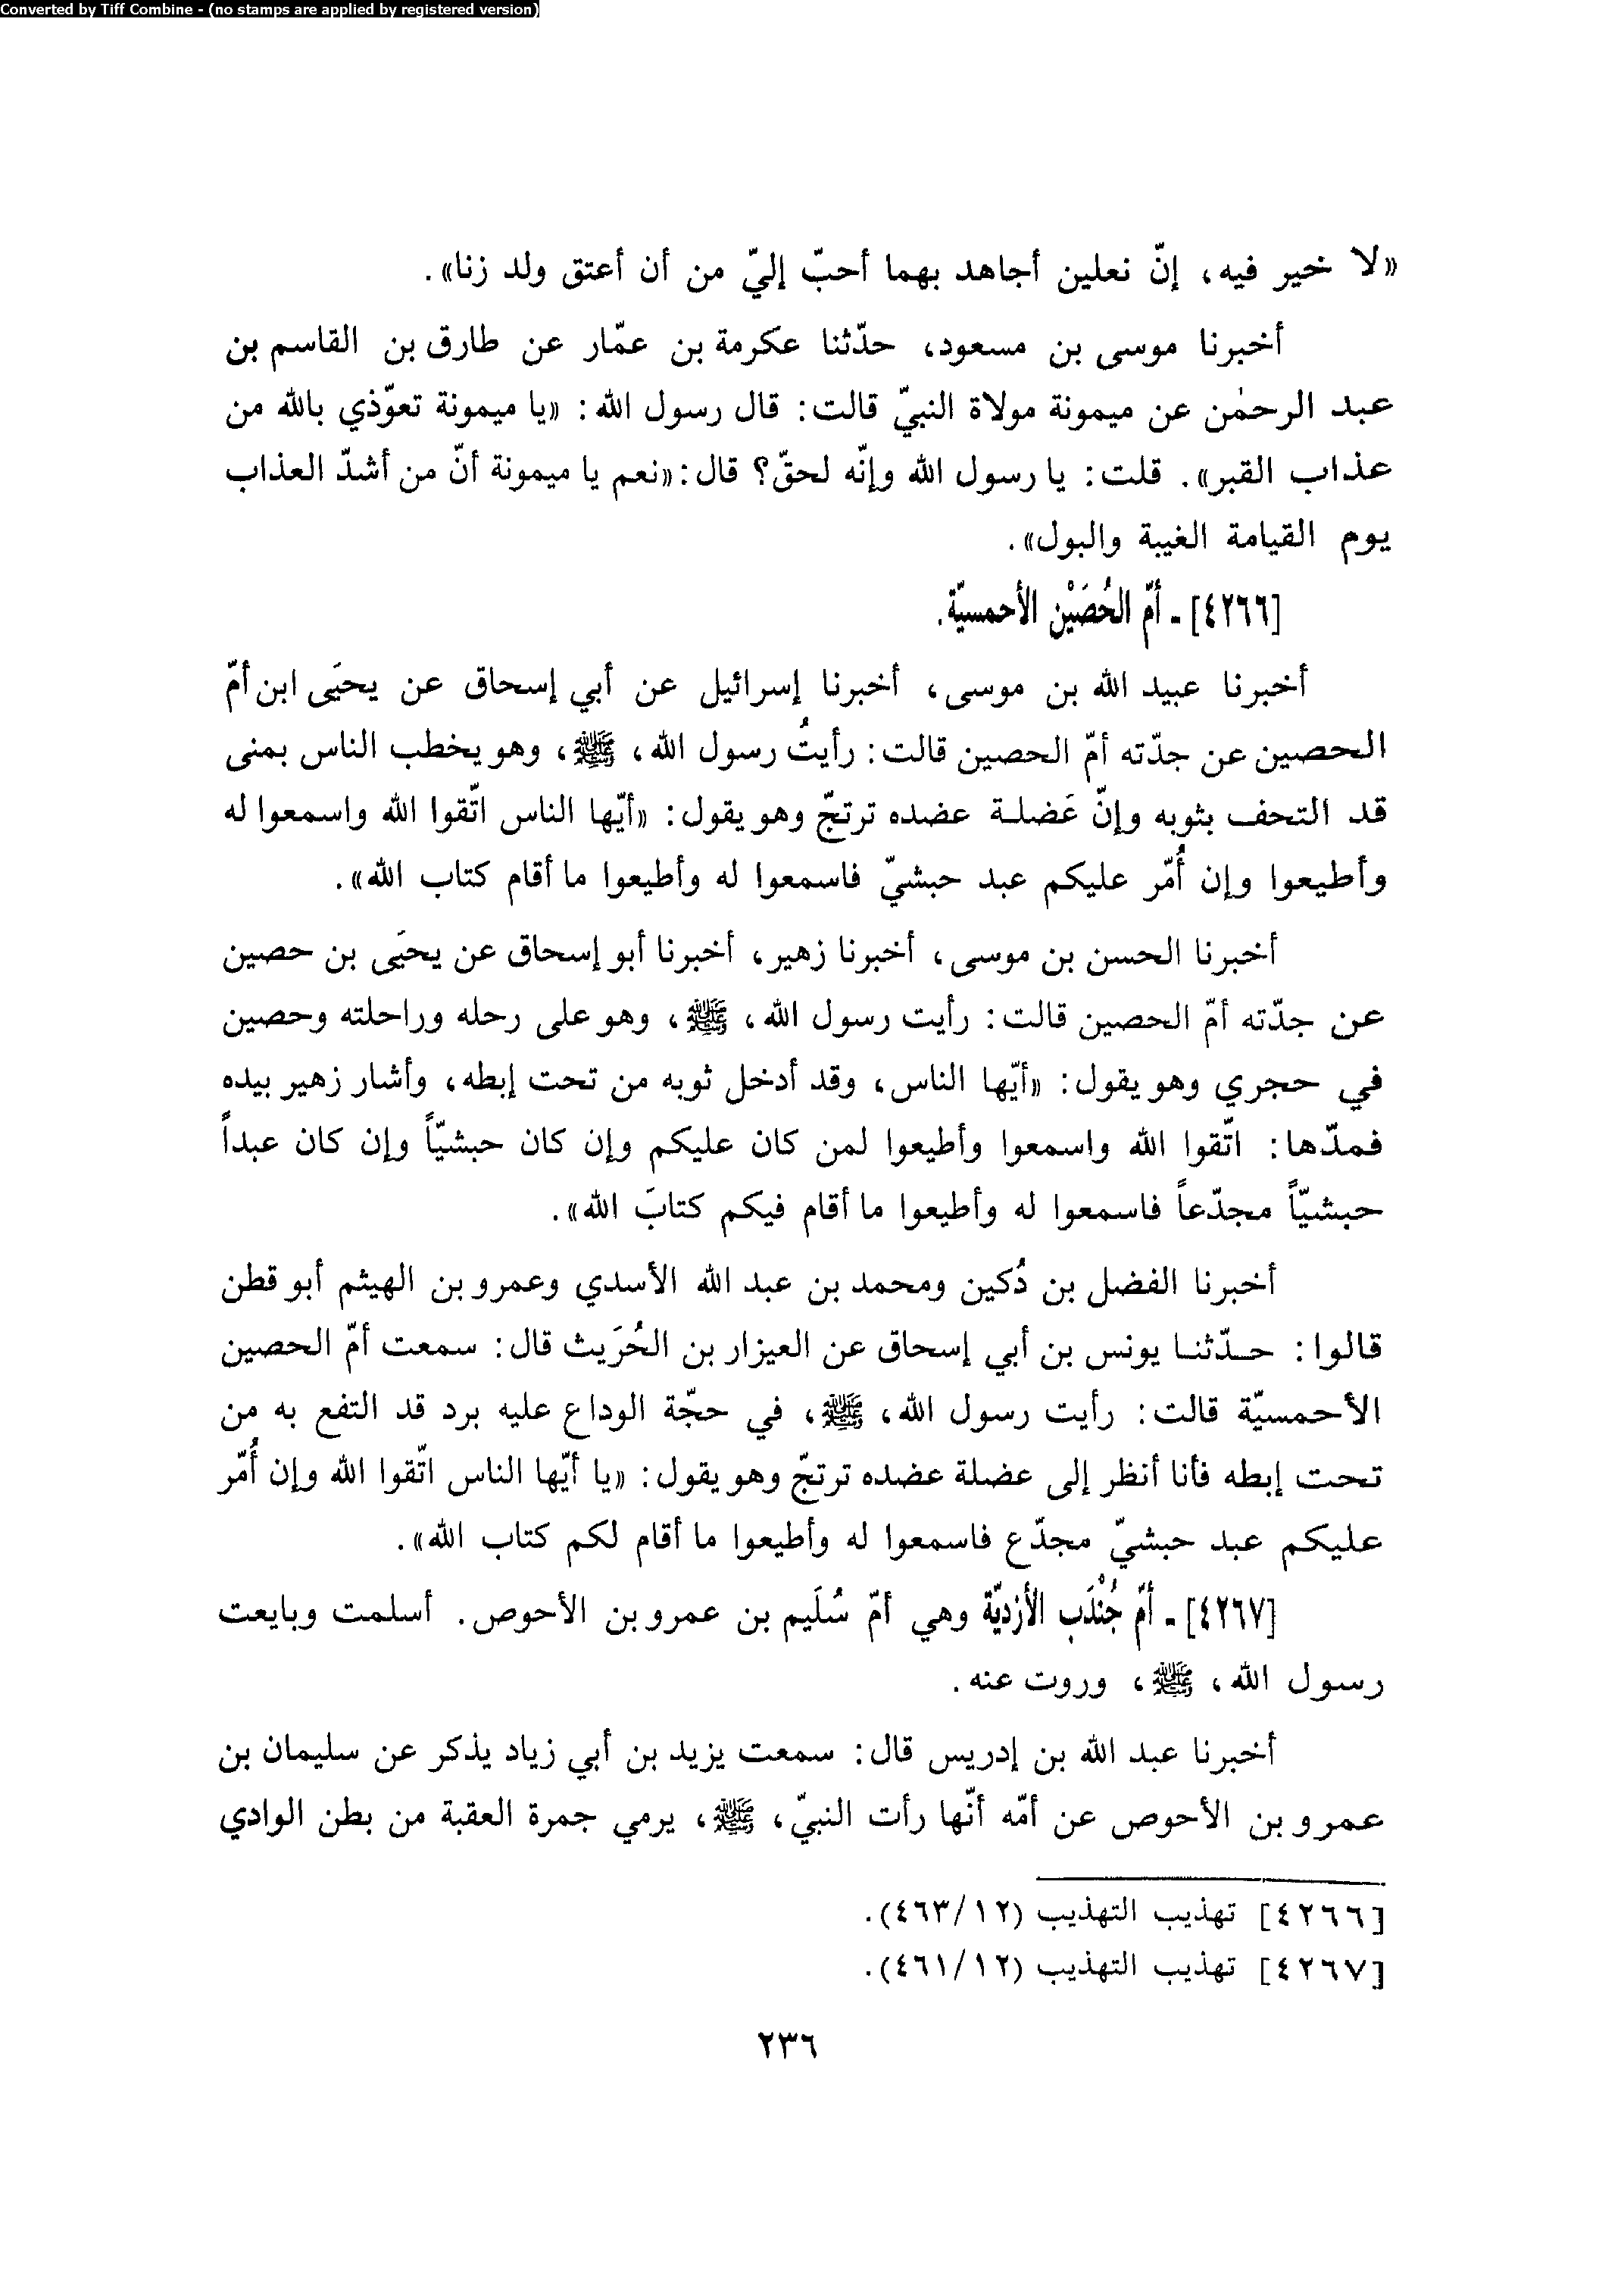 Converted by Tiff Combine - (no stamps are applied by registered version)
«لا خير فيه، إنّ نعلين أجاهد بهما أحبّ إليّ من أن أعتق ولد زنا».
أخبرنا موسى بن مسعود، حدّثنا عكرمة بن عمّار عن طارق بن القاسم بن
عبد الرحمٰن عن ميمونة مولاة النبيّ قالت: قال رسول الله: «يا ميمونة تعوّذي بالله من
عذاب القبر». قلت: يا رسول الله وإنّه لحقّ؟ قال: «نعم يا ميمونة أنّ من أشدّ العذاب
يوم القيامة الغيبة والبول».
[٤٢٦٦] ـ أمّ الحُصَيْن الأحمسيّة.
أخبرنا عبيد الله بن موسى، أخبرنا إسرائيل عن أبي إسحاق عن يحيَى ابن أمّ
الحصين عن جدّته أمّ الحصين قالت: رأيتُ رسول الله، ﷺ، وهو يخطب الناس بمنى
قد التحف بثوبه وإنّ عَضلة عضده ترتجّ وهو يقول: «أيّها الناس اتّقوا الله واسمعوا له
وأطيعوا وإن أُمّر عليكم عبد حبشيّ فاسمعوا له وأطيعوا ما أقام كتاب الله».
أخبرنا الحسن بن موسى، أخبرنا زهير، أخبرنا أبو إسحاق عن يحيَى بن حصين
عن جدّته أمّ الحصين قالت: رأيت رسول الله، ﷺ، وهو على رحله وراحلته وحصين
في حجري وهو يقول: «أيّها الناس، وقد أدخل ثوبه من تحت إبطه، وأشار زهير بيده
فمدّها: اتّقوا الله واسمعوا وأطيعوا لمن كان عليكم وإن كان حبشيّاً وإن كان عبداً
حبشيّاً مجدّعاً فاسمعوا له وأطيعوا ما أقام فيكم كتابَ الله».
أخبرنا الفضل بن دُكين ومحمد بن عبد الله الأسدي وعمرو بن الهيثم أبو قطن
قالوا: حدّثنا يونس بن أبي إسحاق عن العيزار بن الحُرَيث قال: سمعت أمّ الحصين
الأحمسيّة قالت: رأيت رسول الله، ﷺ، في حجّة الوداع عليه برد قد التفع به من
تحت إبطه فأنا أنظر إلى عضلة عضده ترتجّ وهو يقول: «يا أيّها الناس اتّقوا الله وإن أُمّر
عليكم عبد حبشيّ مجدّع فاسمعوا له وأطيعوا ما أقام لكم كتاب الله».
[٤٢٦٧] ـ أمّ جُنْدَب الأزديّة وهي أمّ سُلَيم بن عمرو بن الأحوص. أسلمت وبايعت
رسول الله، ﷺ، وروت عنه.
أخبرنا عبد الله بن إدريس قال: سمعت يزيد بن أبي زياد يذكر عن سليمان بن
عمرو بن الأحوص عن أمّه أنّها رأت النبيّ، ﷺ، يرمي جمرة العقبة من بطن الوادي
[٤٢٦٦] تهذيب التهذيب (٤٦٣/١٢).
[٤٢٦٧] تهذيب التهذيب (٤٦١/١٢).
٢٣٦